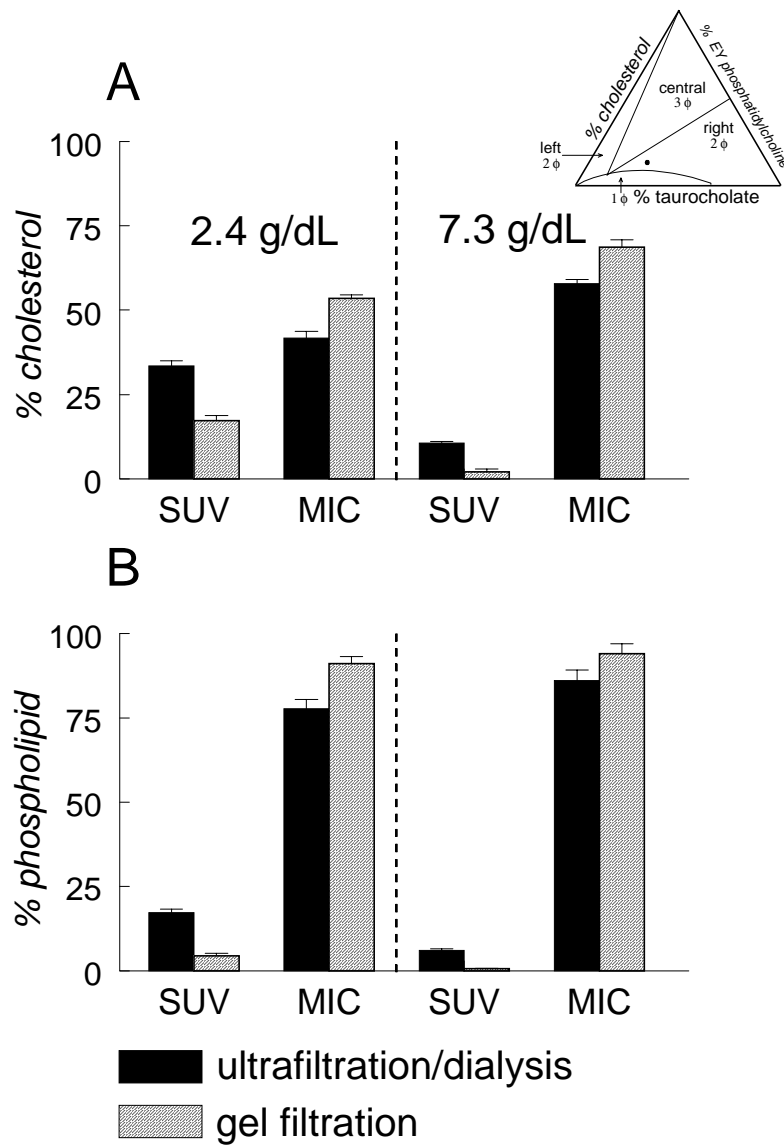 A
% cholesterol
% EY phosphatidylcholine
central
3 ϕ
right
2 ϕ
left
2 ϕ
1 ϕ % taurocholate
% cholesterol
100
75
50
25
0
2.4 g/dL
7.3 g/dL
SUV MIC SUV MIC
B
% phospholipid
100
75
50
25
0
SUV MIC SUV MIC
ultrafiltration/dialysis
gel filtration